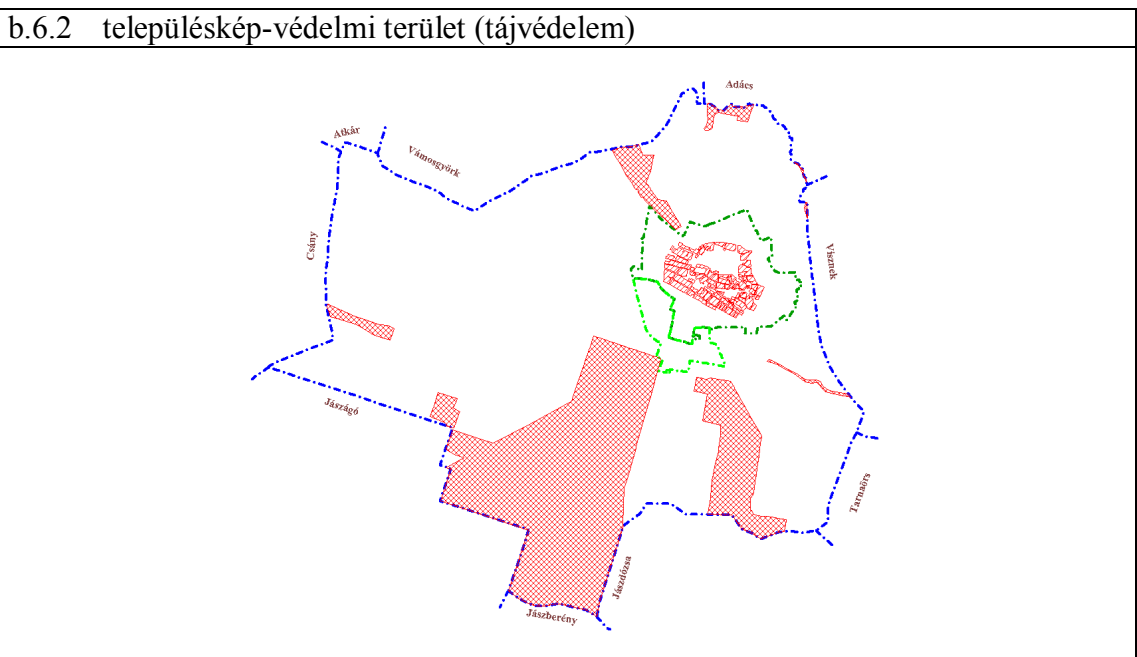 b.6.2 településkép-védelmi terület (tájvédelem)
Adács
Atkár
Vámosgyörk
Csány
Visznek
Jászágó
Tarnaörs
Jászdózsa
Jászberény